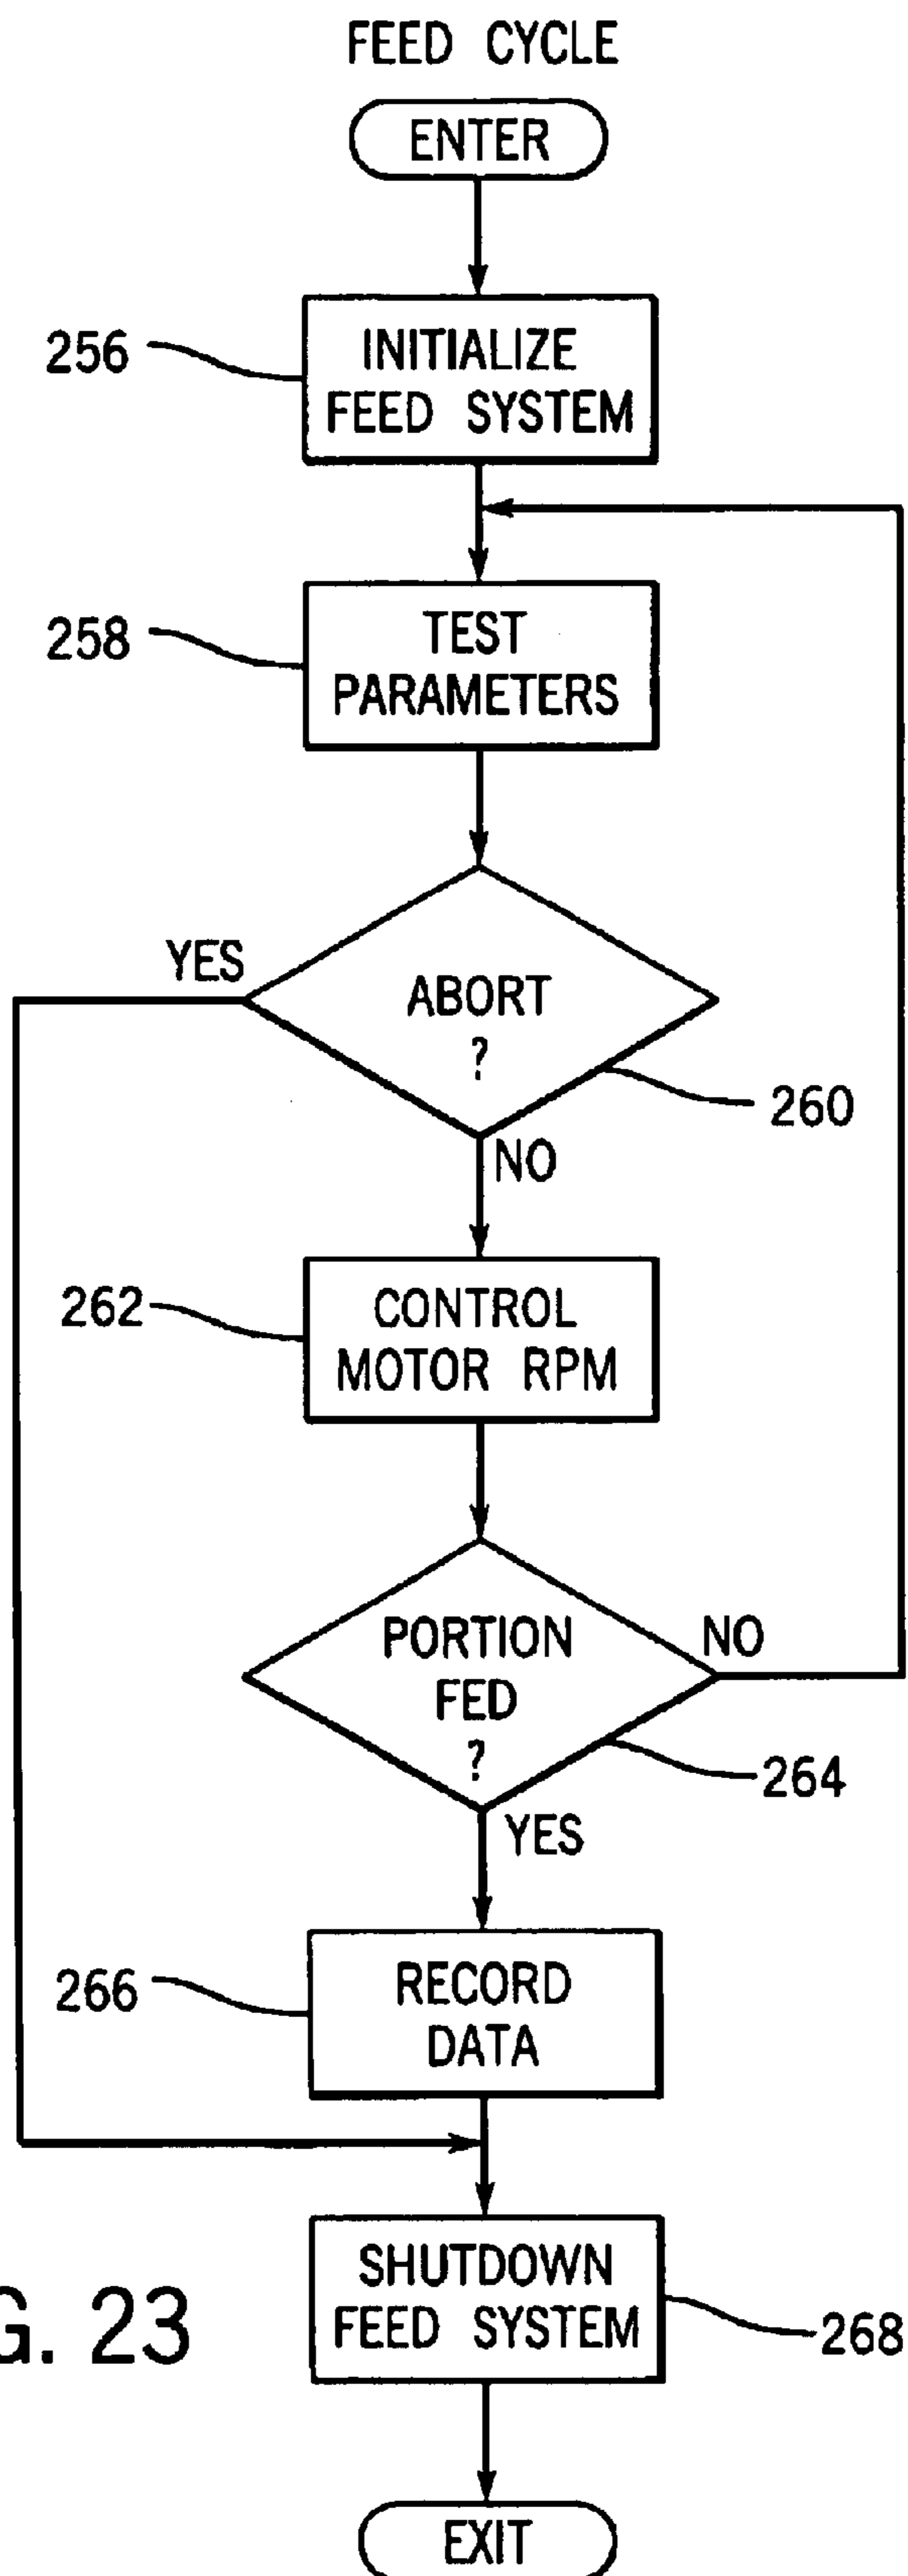 FEED CYCLE
ENTER
256
INITIALIZE
FEED SYSTEM
258
TEST
PARAMETERS
YES
ABORT
?
260
NO
262
CONTROL
MOTOR RPM
PORTION
FED
?
NO
264
YES
266
RECORD
DATA
SHUTDOWN
FEED SYSTEM
268
G. 23
EXIT